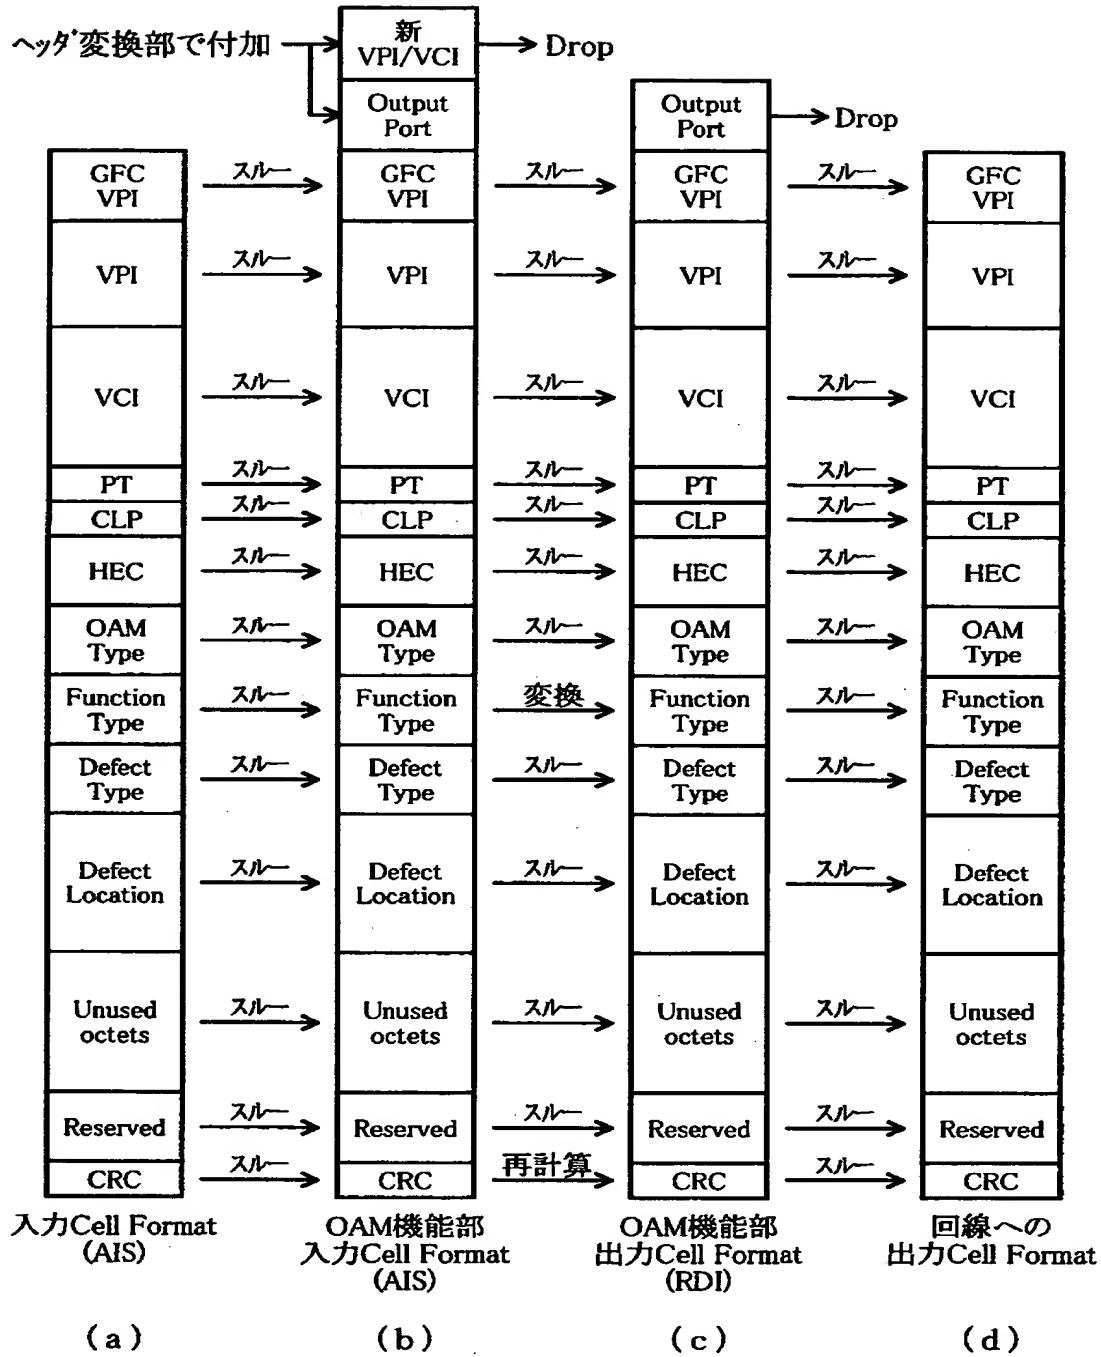 ヘッダ変換部で付加
新
VPI/VCI
Drop
Output
Port
Output
Port
Drop
GFC
VPI
スルー
GFC
VPI
スルー
GFC
VPI
スルー
GFC
VPI
VPI
スルー
VPI
スルー
VPI
スルー
VPI
VCI
スルー
VCI
スルー
VCI
スルー
VCI
PT
スルー
PT
スルー
PT
スルー
PT
CLP
スルー
CLP
スルー
CLP
スルー
CLP
HEC
スルー
HEC
スルー
HEC
スルー
HEC
OAM
Type
スルー
OAM
Type
スルー
OAM
Type
スルー
OAM
Type
Function
Type
スルー
Function
Type
変換
Function
Type
スルー
Function
Type
Defect
Type
スルー
Defect
Type
スルー
Defect
Type
スルー
Defect
Type
Defect
Location
スルー
Defect
Location
スルー
Defect
Location
スルー
Defect
Location
Unused
octets
スルー
Unused
octets
スルー
Unused
octets
スルー
Unused
octets
Reserved
スルー
Reserved
スルー
Reserved
スルー
Reserved
CRC
スルー
CRC
再計算
CRC
スルー
CRC
入力Cell Format
(AIS)
OAM機能部
入力Cell Format
(AIS)
OAM機能部
出力Cell Format
(RDI)
回線への
出力Cell Format
(a)
(b)
(c)
(d)